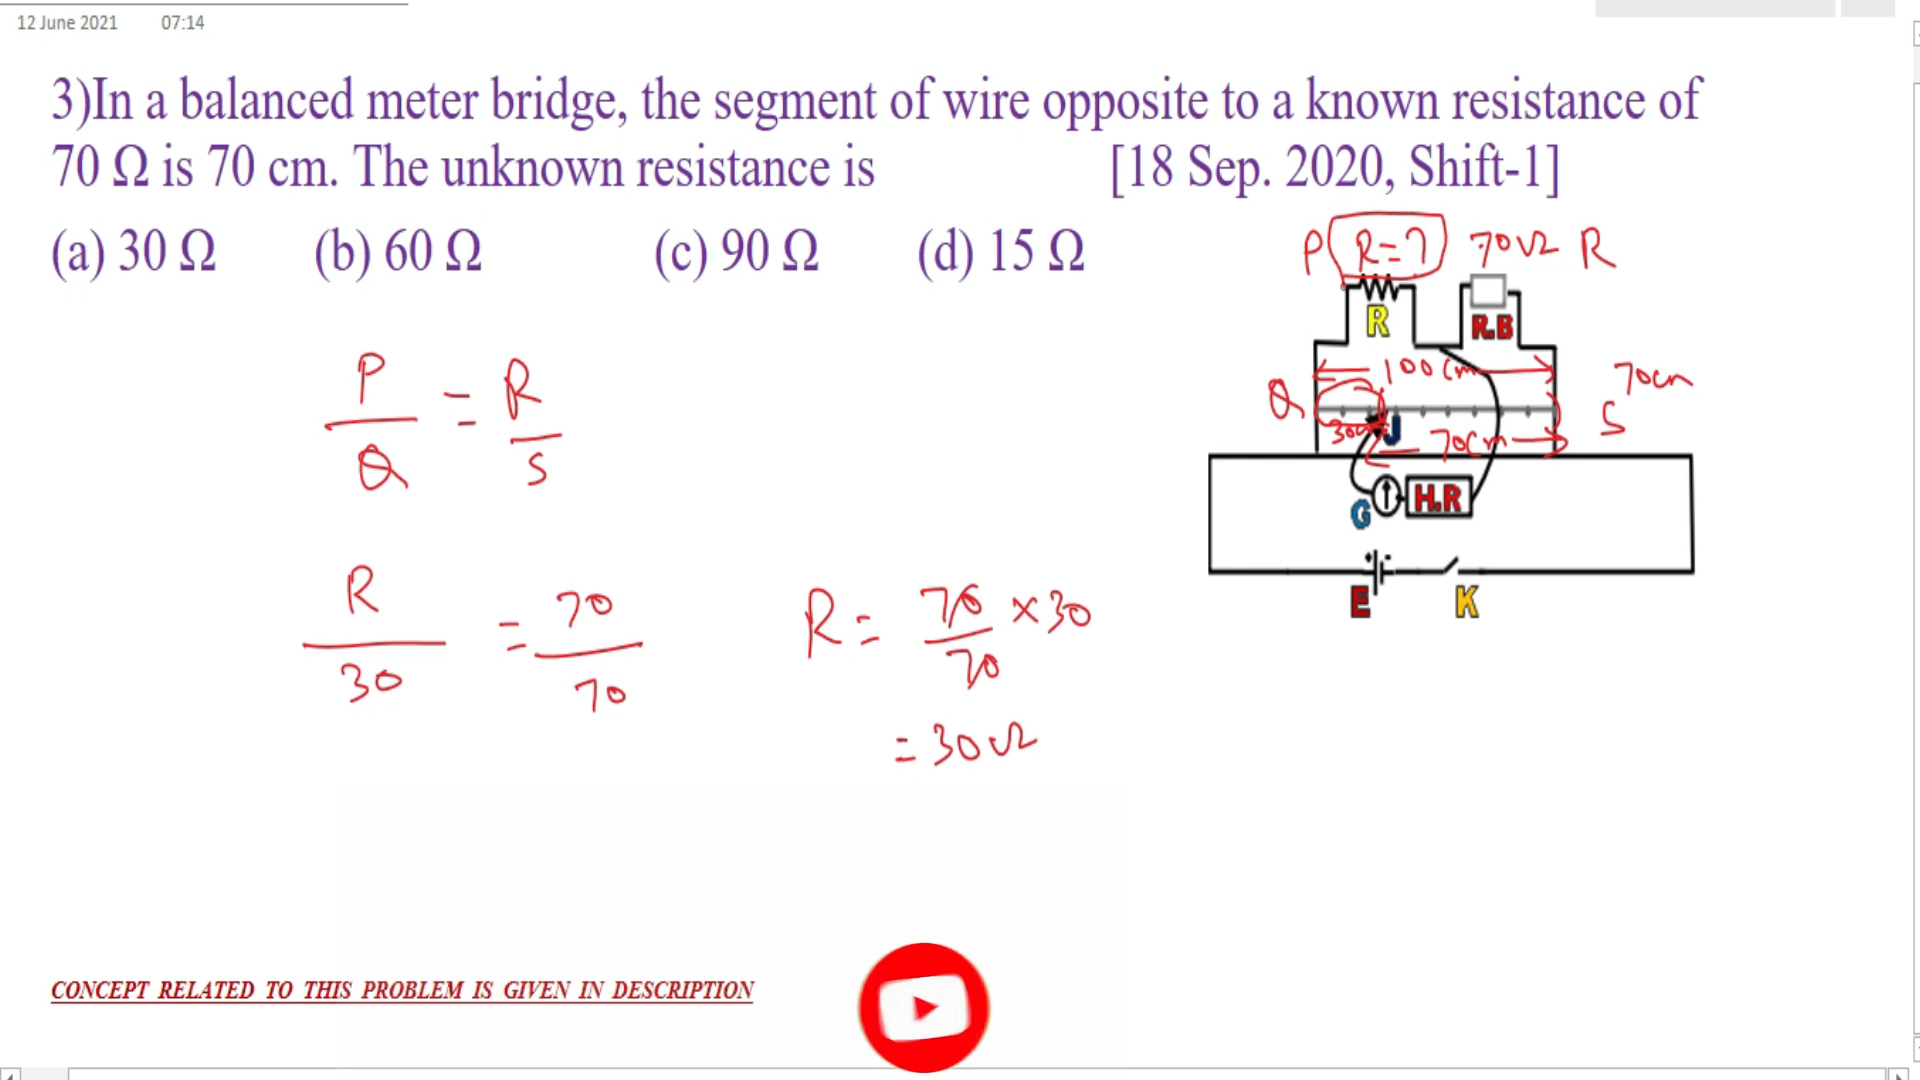 12 June 2021 07:14
3)In a balanced meter bridge, the segment of wire opposite to a known resistance of
70 Ω is 70 cm. The unknown resistance is [18 Sep. 2020, Shift-1]
(a) 30 Ω (b) 60 Ω (c) 90 Ω (d) 15 Ω
P R=? 70Ω R
R R.B
100cm
70cm
Q S
30cm J 70cm
G H.R
E K
P/Q = R/S
R/30 = 70/70
R = 70/70 × 30
= 30Ω
CONCEPT RELATED TO THIS PROBLEM IS GIVEN IN DESCRIPTION